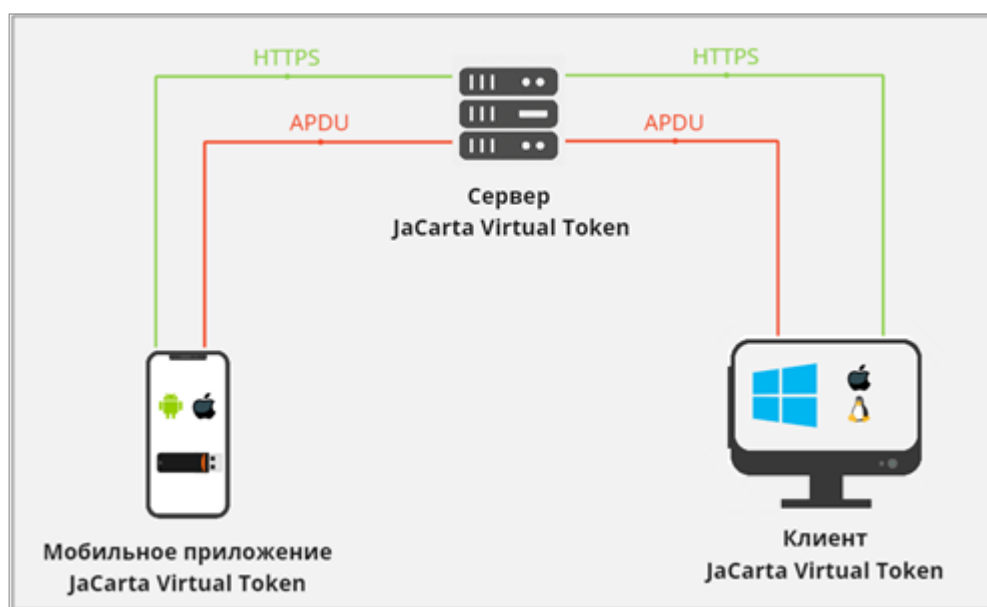 HTTPS
HTTPS
APDU
APDU
Сервер
JaCarta Virtual Token
Мобильное приложение
JaCarta Virtual Token
Клиент
JaCarta Virtual Token